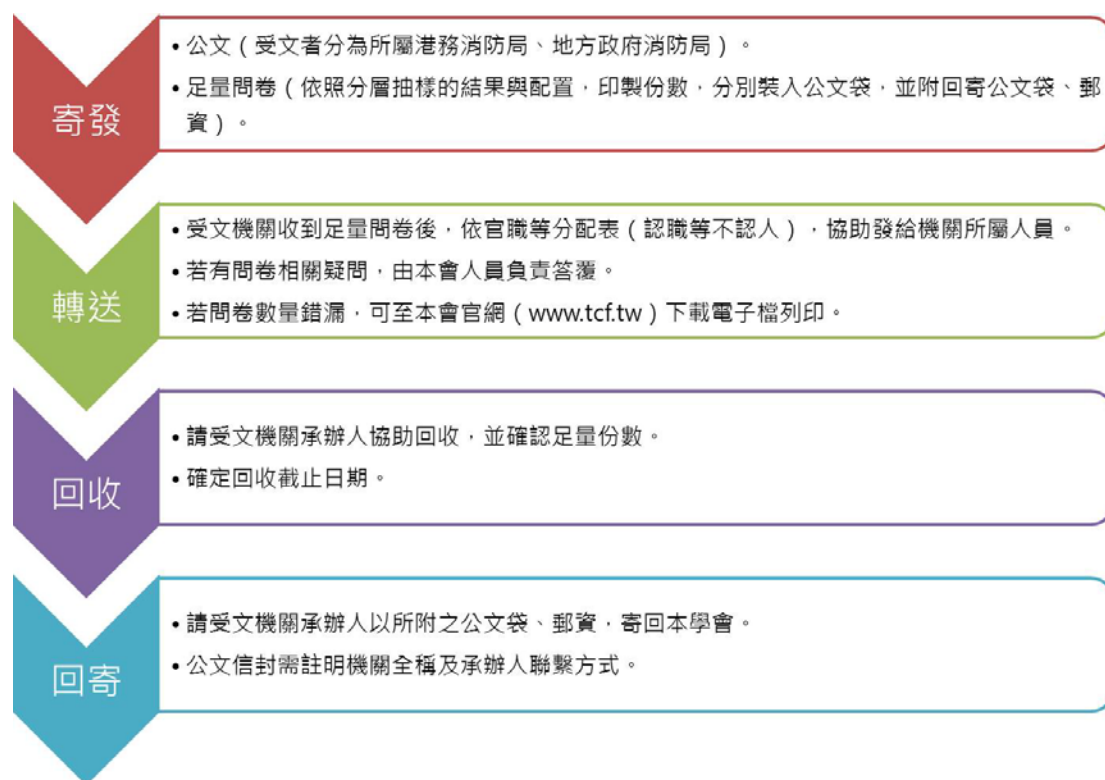 寄發
• 公文（受文者分為所屬港務消防局、地方政府消防局）。
• 足量問卷（依照分層抽樣的結果與配置，印製份數，分別裝入公文袋，並附回寄公文袋、郵
資）。
轉送
• 受文機關收到足量問卷後，依官職等分配表（認職等不認人），協助發給機關所屬人員。
• 若有問卷相關疑問，由本會人員負責答覆。
• 若問卷數量錯漏，可至本會官網（www.tcf.tw）下載電子檔列印。
回收
• 請受文機關承辦人協助回收，並確認足量份數。
• 確定回收截止日期。
回寄
• 請受文機關承辦人以所附之公文袋、郵資，寄回本學會。
• 公文信封需註明機關全稱及承辦人聯繫方式。